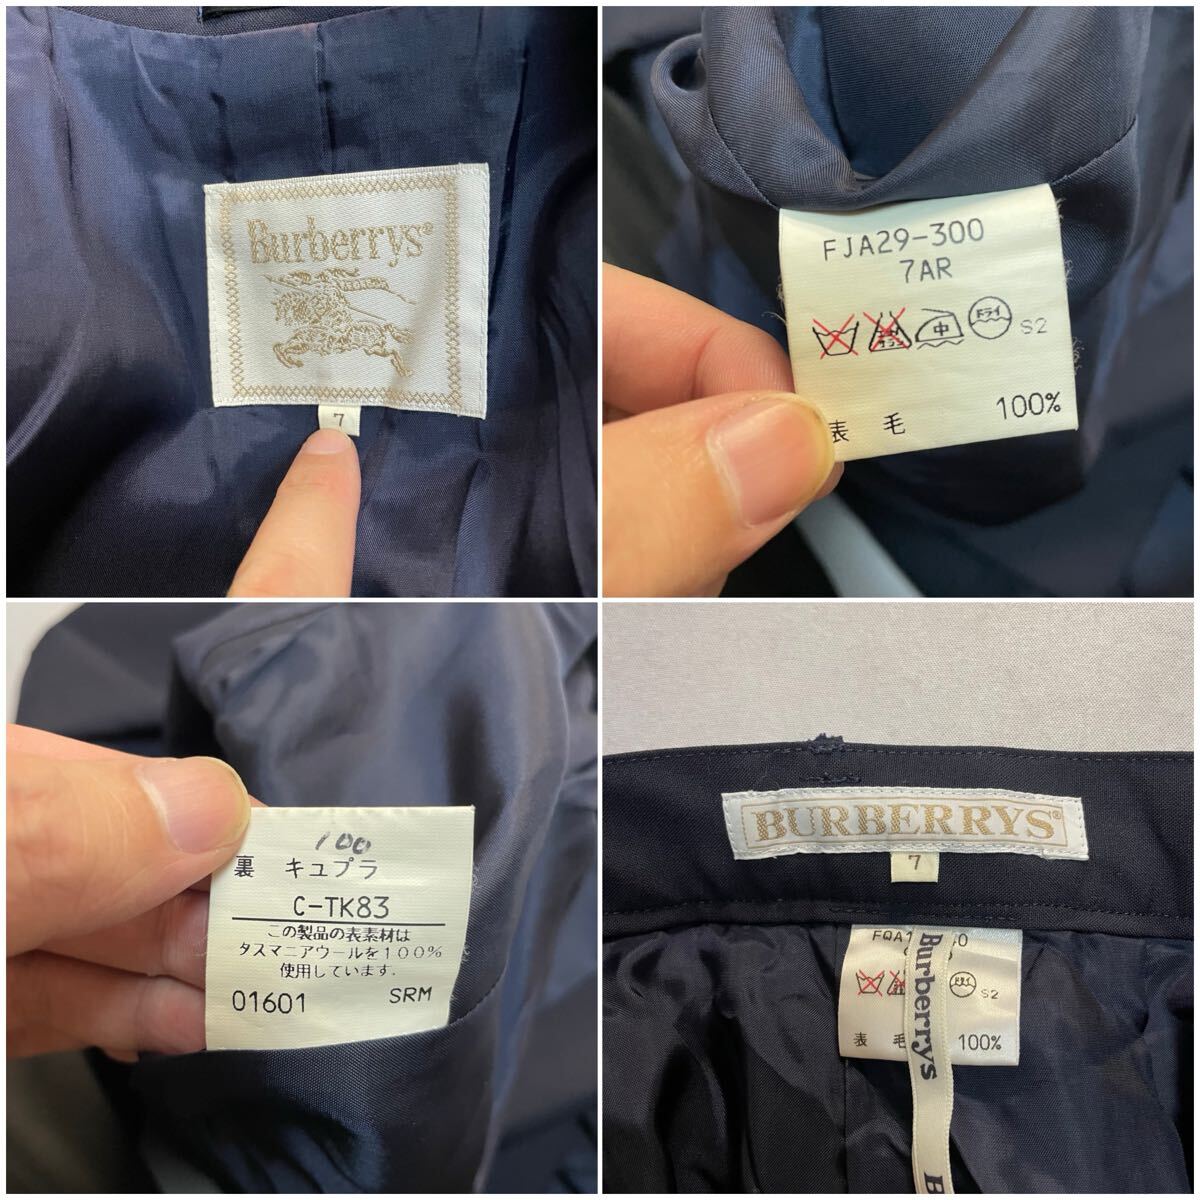 Burberrys®
7
FJA29-300
7AR
中
ドライ
S2
表 毛 100%
100
裏 キュプラ
C-TK83
この製品の表素材は
タスマニアウールを100%
使用しています.
01601 SRM
BURBERRYS®
7
Burberrys
S2
表 毛 100%
B